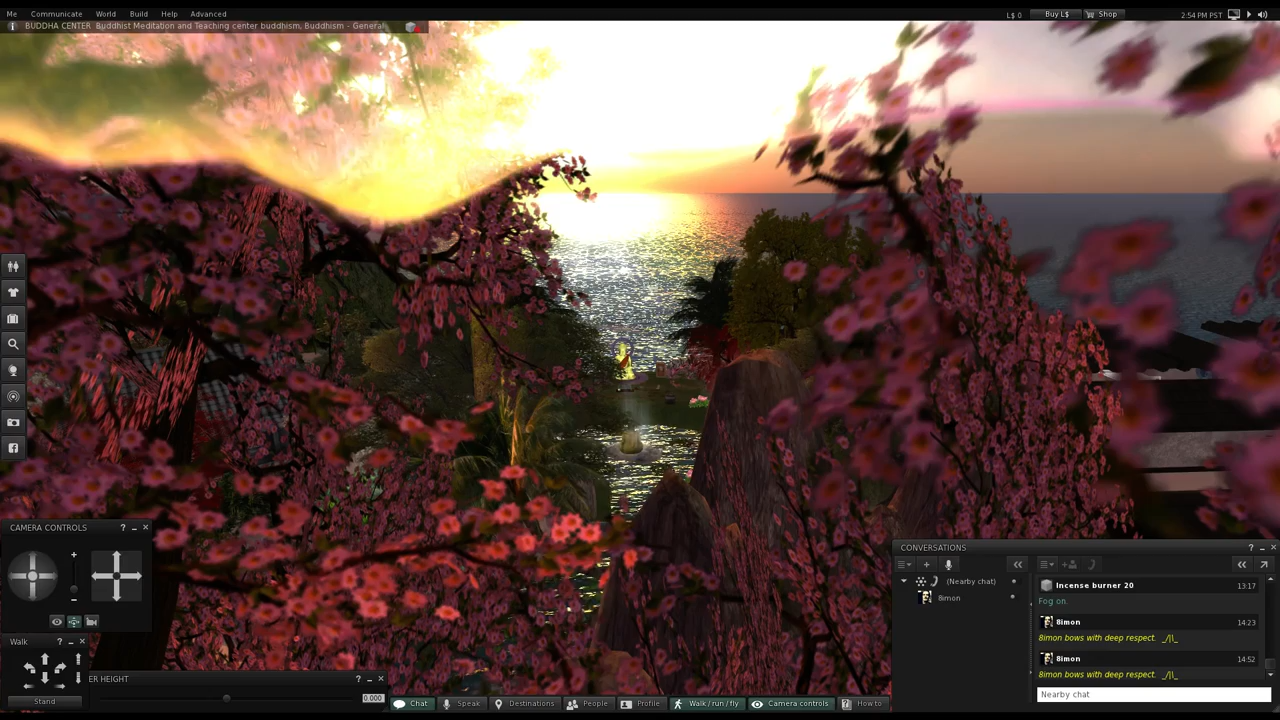 Me Communicate World Build Help Advanced
L$ 0 Buy L$ Shop 2:54 PM PST
BUDDHA CENTER Buddhist Meditation and Teaching center buddhism, Buddhism - General
CAMERA CONTROLS ?
+
−
Walk ?
Stand
ER HEIGHT ?
0.000
CONVERSATIONS ?
(Nearby chat)
8imon
Incense burner 20 13:17
Fog on.
8imon 14:23
8imon bows with deep respect. _/|\_
8imon 14:52
8imon bows with deep respect. _/|\_
Nearby chat
Chat Speak Destinations People Profile Walk / run / fly Camera controls How to